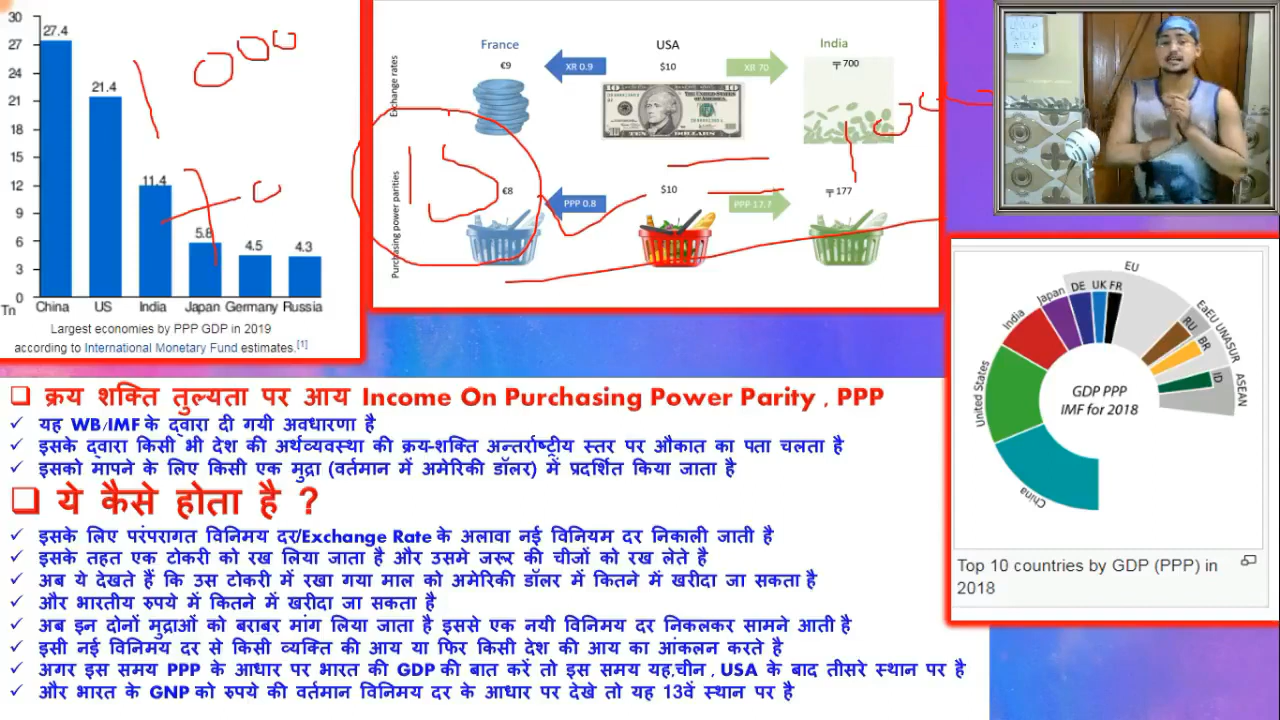 30
27
24
21
18
15
12
9
6
3
0
Tn
27.4
21.4
11.4
5.8
4.5
4.3
China US India Japan Germany Russia
Largest economies by PPP GDP in 2019
according to International Monetary Fund estimates.[1]
1000
70
Exchange rates
France USA India
€9 $10 ₸700
XR 0.9 XR 70
Purchasing power parities
15
€8 $10 ₸177
PPP 0.8 PPP 17.7
100
EU
EaEU UNASUR
ASEAN
China
United States
India
Japan
DE
UK
FR
RU
BR
ID
GDP PPP
IMF for 2018
Top 10 countries by GDP (PPP) in
2018
❑ क्रय शक्ति तुल्यता पर आय Income On Purchasing Power Parity , PPP
✓ यह WB/IMF के द्वारा दी गयी अवधारणा है
✓ इसके द्वारा किसी भी देश की अर्थव्यवस्था की क्रय-शक्ति अन्तर्राष्ट्रीय स्तर पर औकात का पता चलता है
✓ इसको मापने के लिए किसी एक मुद्रा (वर्तमान में अमेरिकी डॉलर) में प्रदर्शित किया जाता है
❑ ये कैसे होता है ?
✓ इसके लिए परंपरागत विनिमय दर/Exchange Rate के अलावा नई विनियम दर निकाली जाती है
✓ इसके तहत एक टोकरी को रख लिया जाता है और उसमे जरूर की चीजों को रख लेते है
✓ अब ये देखते हैं कि उस टोकरी में रखा गया माल को अमेरिकी डॉलर में कितने में खरीदा जा सकता है
✓ और भारतीय रुपये में कितने में खरीदा जा सकता है
✓ अब इन दोनों मुद्राओं को बराबर मांग लिया जाता है इससे एक नयी विनिमय दर निकलकर सामने आती है
✓ इसी नई विनिमय दर से किसी व्यक्ति की आय या फिर किसी देश की आय का आंकलन करते है
✓ अगर इस समय PPP के आधार पर भारत की GDP की बात करें तो इस समय यह,चीन , USA के बाद तीसरे स्थान पर है
✓ और भारत के GNP को रुपये की वर्तमान विनिमय दर के आधार पर देखे तो यह 13वें स्थान पर है